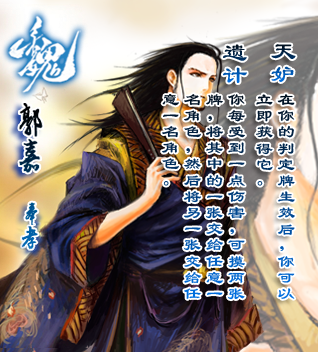 魏
郭嘉
奉孝
天妒
在你的判定牌生效后，你可以
立即获得它。
遗计
你每受到一点伤害，可摸两张
牌，将其中的一张交给任意一
名角色，然后将另一张交给任
意一名角色。